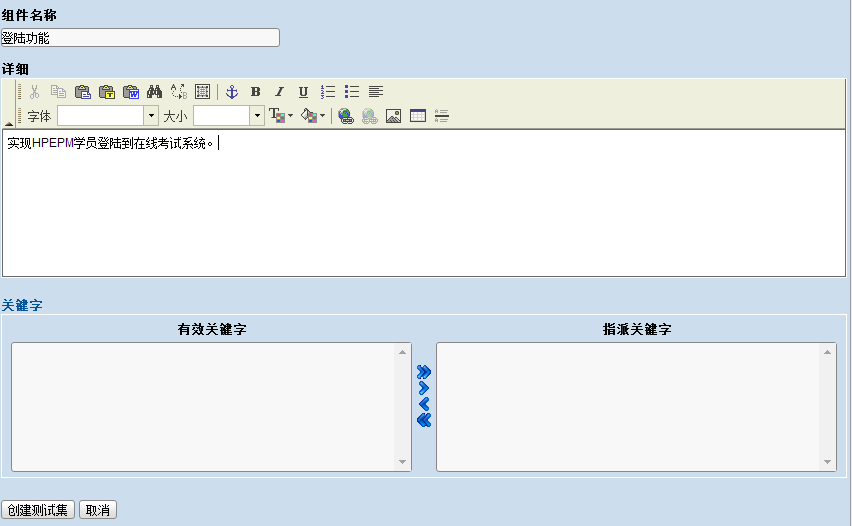 组件名称
登陆功能
详细
B I U
字体 大小
实现HPEPM学员登陆到在线考试系统。
关键字
有效关键字 指派关键字
创建测试集 取消